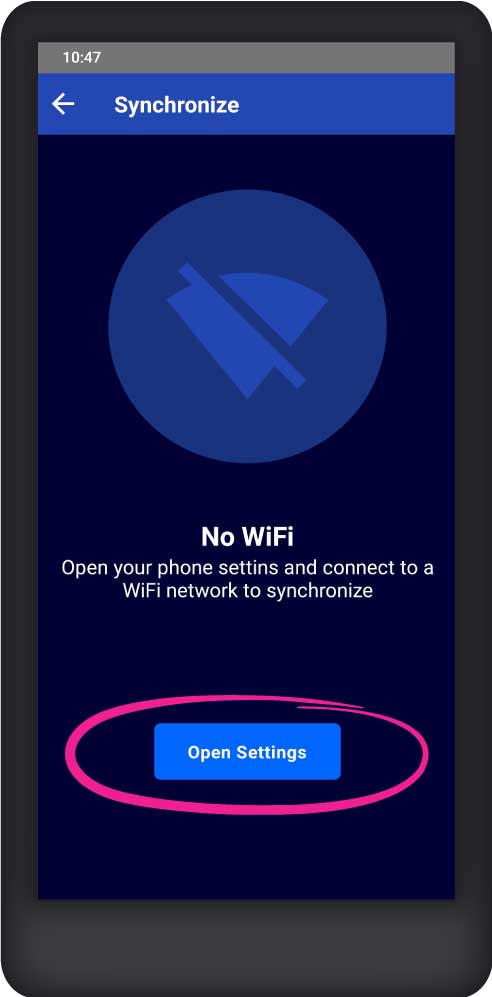 10:47
Synchronize
No WiFi
Open your phone settins and connect to a
WiFi network to synchronize
Open Settings